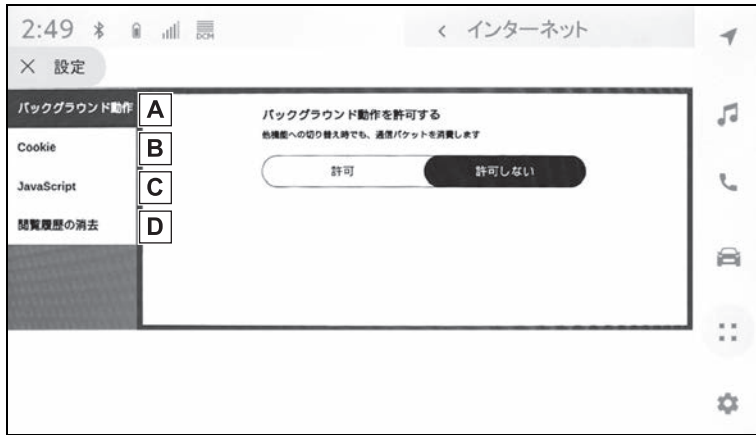 2:49
DCM
< インターネット
× 設定
バックグラウンド動作
A
Cookie
B
JavaScript
C
閲覧履歴の消去
D
バックグラウンド動作を許可する
他機能への切り替え時でも、通信パケットを消費します
許可
許可しない